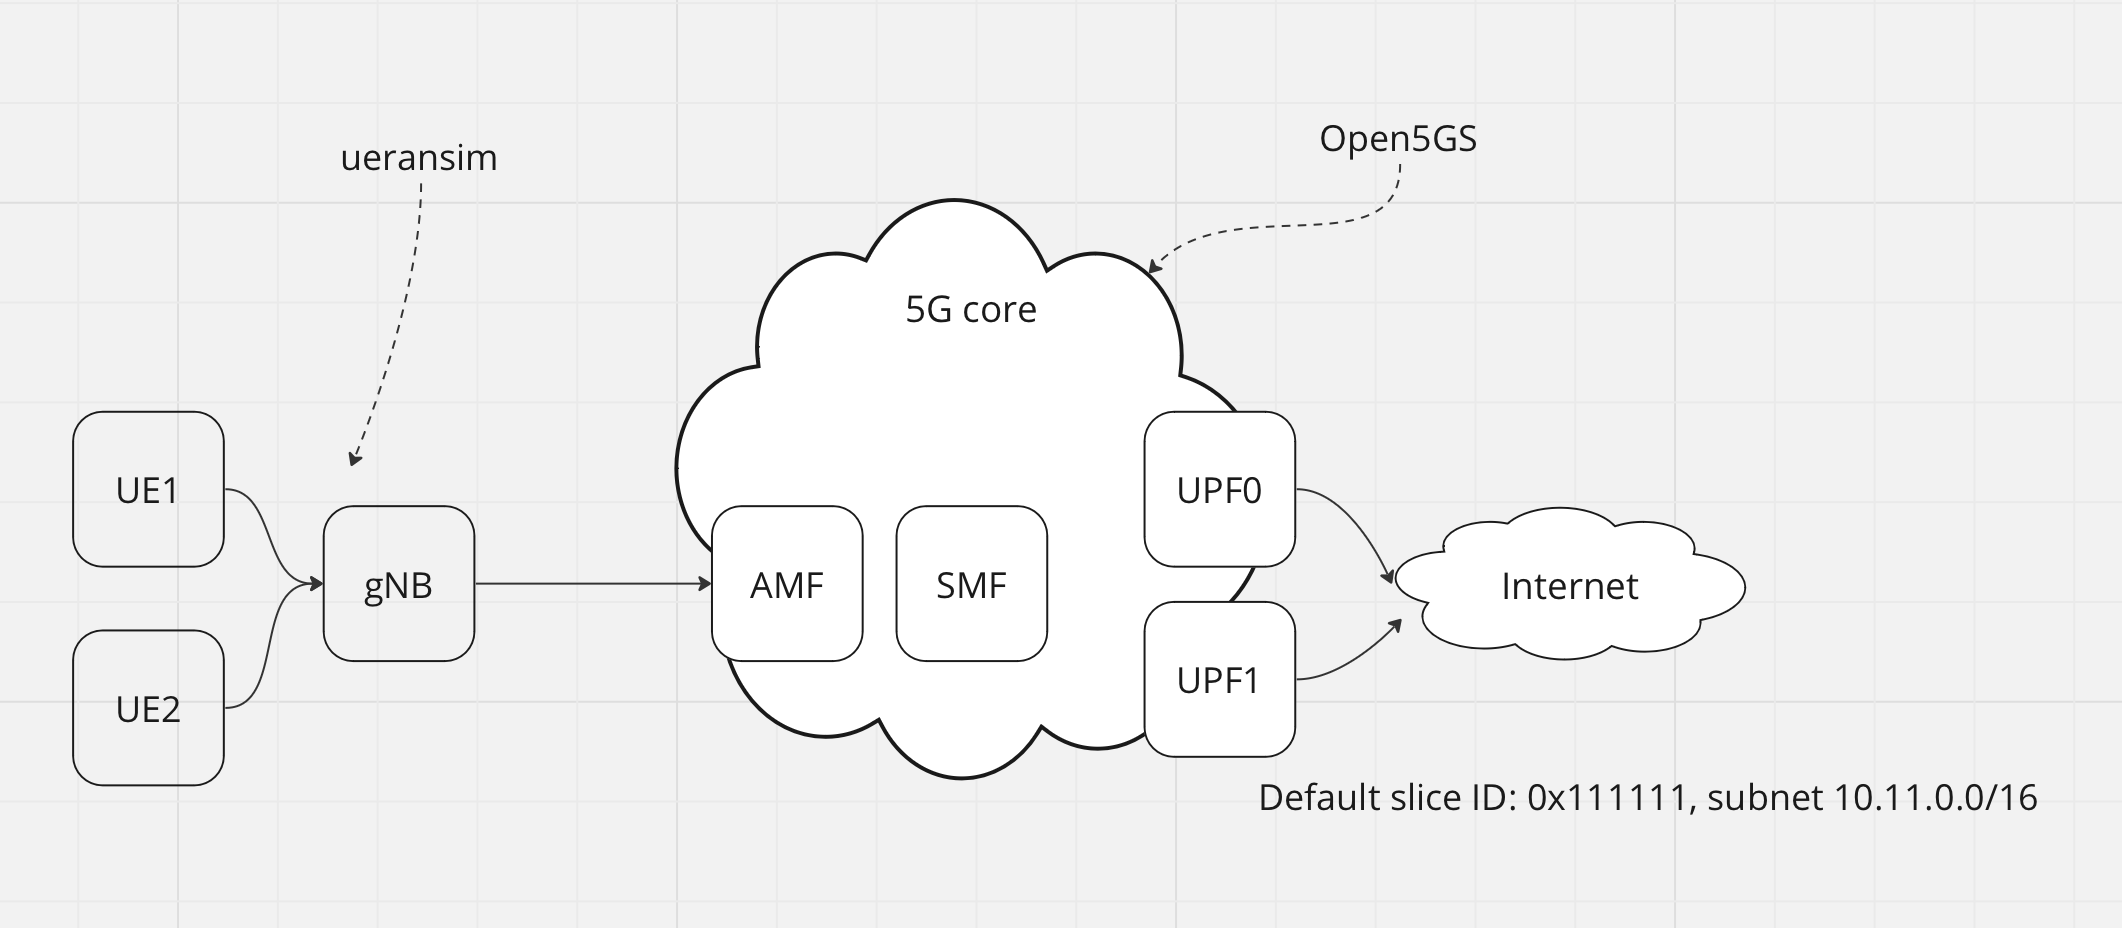 Open5GS
ueransim
5G core
UE1
UPF0
gNB
AMF
SMF
Internet
UE2
UPF1
Default slice ID: 0x111111, subnet 10.11.0.0/16